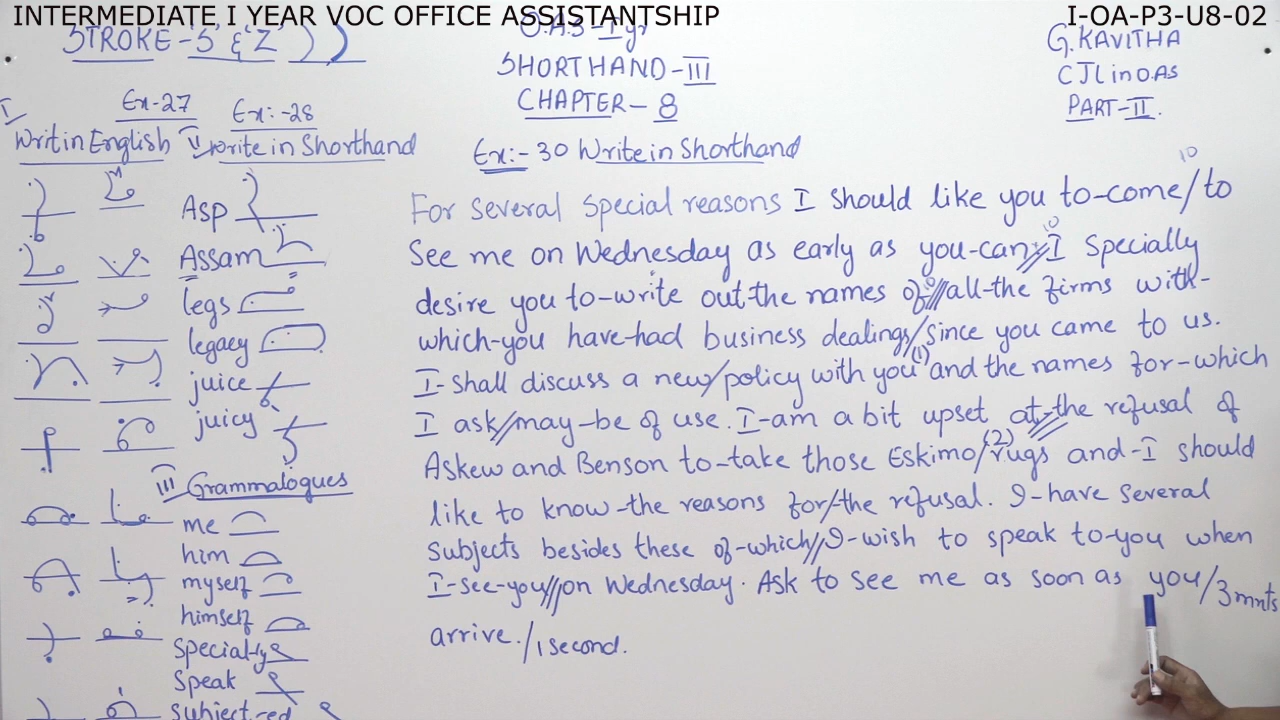 INTERMEDIATE I YEAR VOC OFFICE ASSISTANTSHIP
I-OA-P3-U8-02
STROKE-'S' & 'Z'
O.A.S-I yr
SHORTHAND-III
CHAPTER-8
G.KAVITHA
CJL in OAS
PART-II.
I
Ex-27
Writ in English
Ex:-28
II Write in Shorthand
Asp
Assam
legs
legacy
juice
juicy
III Grammalogues
me
him
myself
himself
Special-ly
Speak
Subject-ed
Ex:-30 Write in Shorthand
10
For several special reasons I should like you to-come/to
10
See me on Wednesday as early as you-can,//I specially
desire you to-write out-the names of///all-the firms with-
which-you have-had business dealings/since you came to us.
I-shall discuss a new/policy with you (1) and the names for-which
I ask//may-be of use. I-am a bit upset at-///the refusal of
Askew and Benson to-take those Eskimo/(2)rugs and-I should
like to know-the reasons for/-the refusal. I-have several
subjects besides these of-which//I-wish to speak to-you when
I-see-you///on Wednesday. Ask to see me as soon as you/3mnts
arrive./1second.